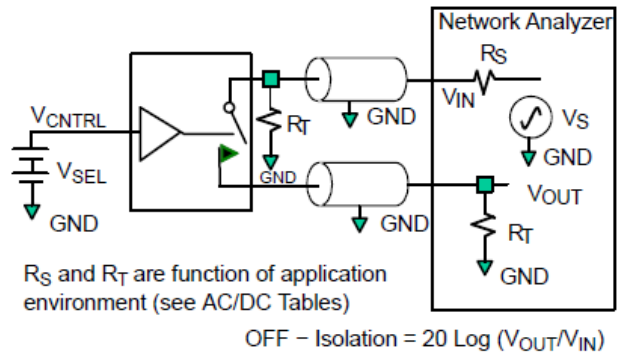 Network Analyzer
RS
VIN
GND
VS
GND
RT
VCNTRL
VSEL
GND
GND
GND
VOUT
RT
GND
RS and RT are function of application
environment (see AC/DC Tables)
OFF − Isolation = 20 Log (VOUT/VIN)